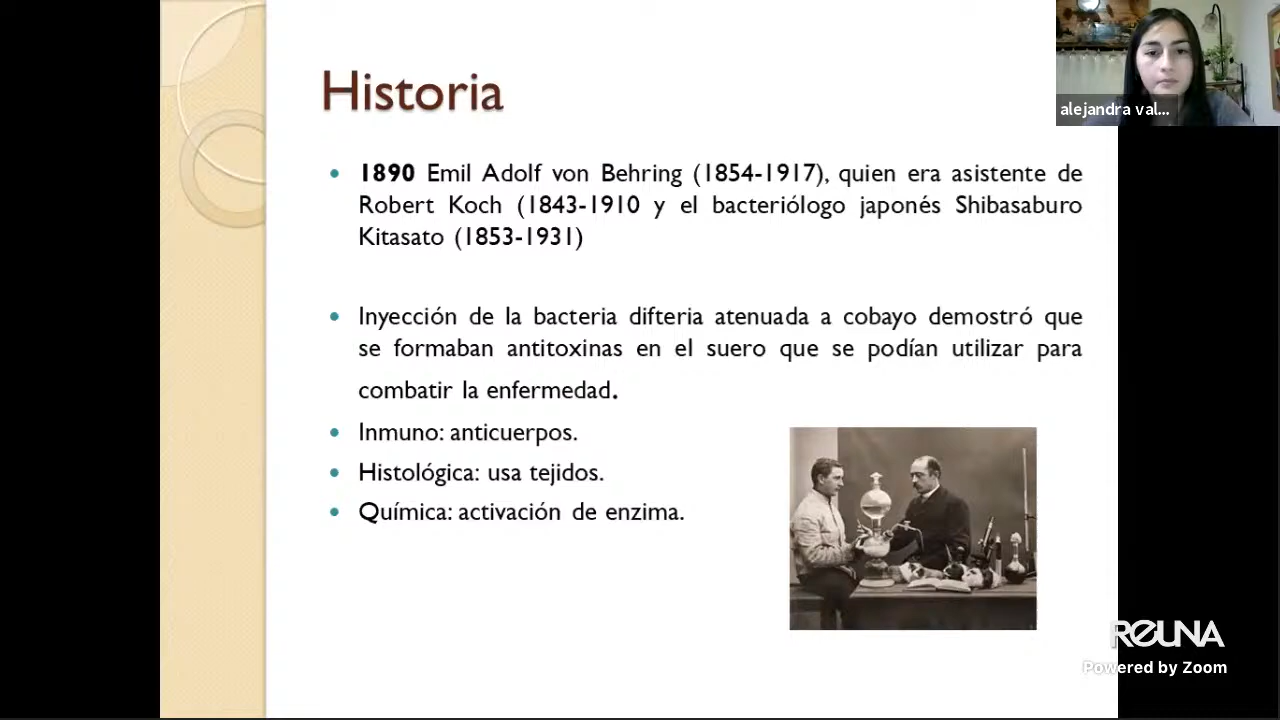 Historia
1890 Emil Adolf von Behring (1854-1917), quien era asistente de
Robert Koch (1843-1910 y el bacteriólogo japonés Shibasaburo
Kitasato (1853-1931)
Inyección de la bacteria difteria atenuada a cobayo demostró que
se formaban antitoxinas en el suero que se podían utilizar para
combatir la enfermedad.
Inmuno: anticuerpos.
Histológica: usa tejidos.
Química: activación de enzima.
alejandra val...
REUNA
Powered by Zoom